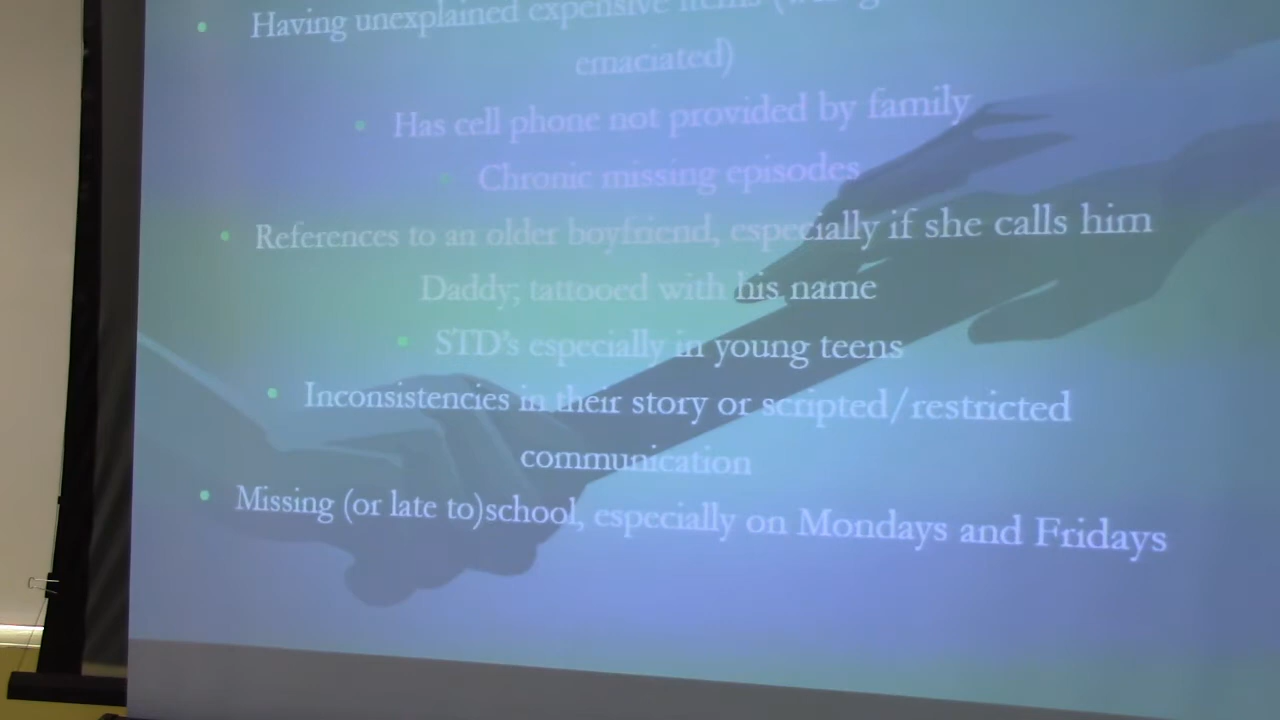 • Having unexplained expensive items
emaciated)
• Has cell phone not provided by family
• Chronic missing episodes
• References to an older boyfriend, especially if she calls him
Daddy; tattooed with his name
• STD's especially in young teens
• Inconsistencies in their story or scripted/restricted
communication
• Missing (or late to)school, especially on Mondays and Fridays